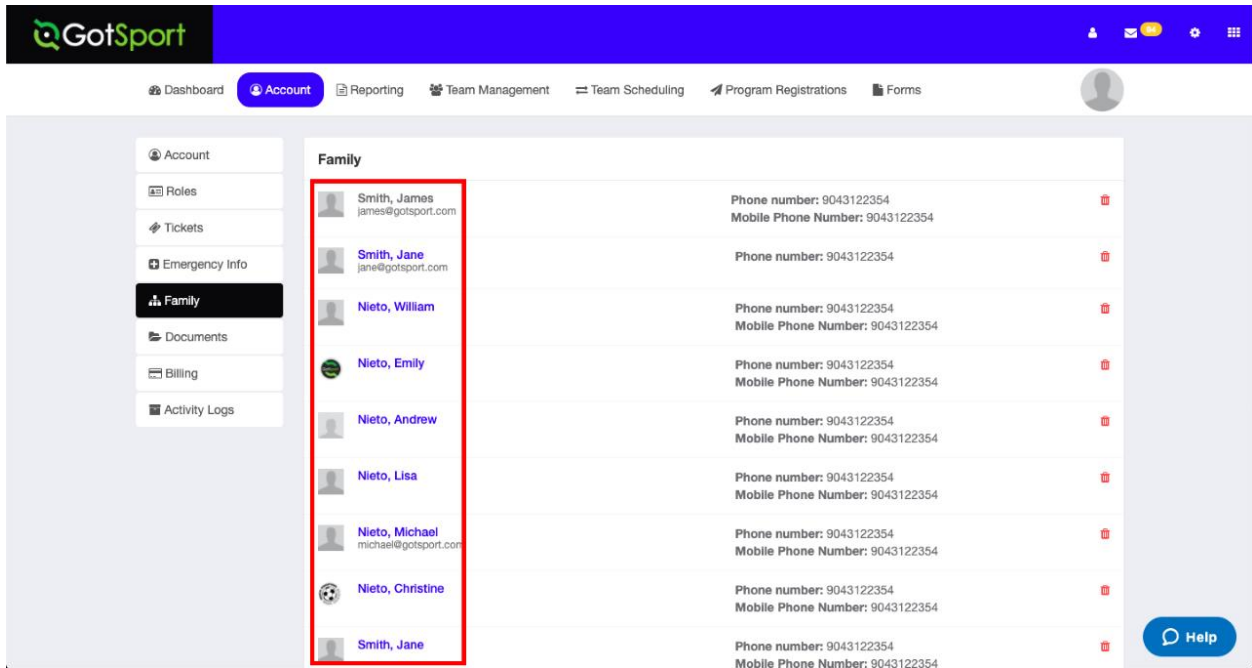 GotSport
Dashboard Account Reporting Team Management Team Scheduling Program Registrations Forms
Account
Roles
Tickets
Emergency Info
Family
Documents
Billing
Activity Logs
Family
Smith, James
james@gotsport.com
Phone number: 9043122354
Mobile Phone Number: 9043122354
Smith, Jane
jane@gotsport.com
Phone number: 9043122354
Nieto, William
Phone number: 9043122354
Mobile Phone Number: 9043122354
Nieto, Emily
Phone number: 9043122354
Mobile Phone Number: 9043122354
Nieto, Andrew
Phone number: 9043122354
Mobile Phone Number: 9043122354
Nieto, Lisa
Phone number: 9043122354
Mobile Phone Number: 9043122354
Nieto, Michael
michael@gotsport.com
Phone number: 9043122354
Mobile Phone Number: 9043122354
Nieto, Christine
Phone number: 9043122354
Mobile Phone Number: 9043122354
Smith, Jane
Phone number: 9043122354
Mobile Phone Number: 9043122354
Help